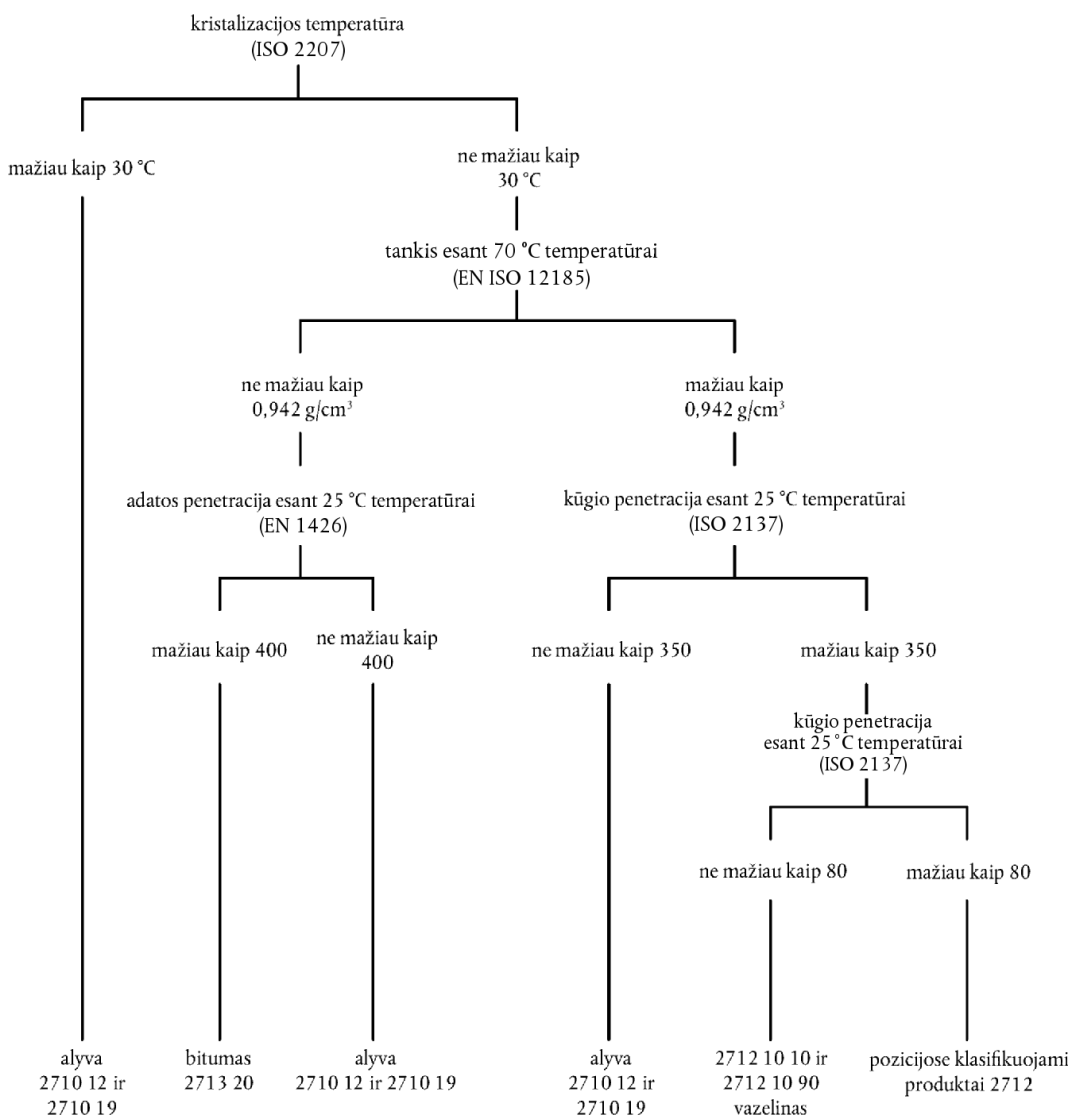 kristalizacijos temperatūra
(ISO 2207)
mažiau kaip 30 °C
ne mažiau kaip
30 °C
tankis esant 70 °C temperatūrai
(EN ISO 12185)
ne mažiau kaip
0,942 g/cm³
mažiau kaip
0,942 g/cm³
adatos penetracija esant 25 °C temperatūrai
(EN 1426)
kūgio penetracija esant 25 °C temperatūrai
(ISO 2137)
mažiau kaip 400
ne mažiau kaip
400
ne mažiau kaip 350
mažiau kaip 350
kūgio penetracija
esant 25 °C temperatūrai
(ISO 2137)
ne mažiau kaip 80
mažiau kaip 80
alyva
2710 12 ir
2710 19
bitumas
2713 20
alyva
2710 12 ir 2710 19
alyva
2710 12 ir
2710 19
2712 10 10 ir
2712 10 90
vazelinas
pozicijose klasifikuojami
produktai 2712